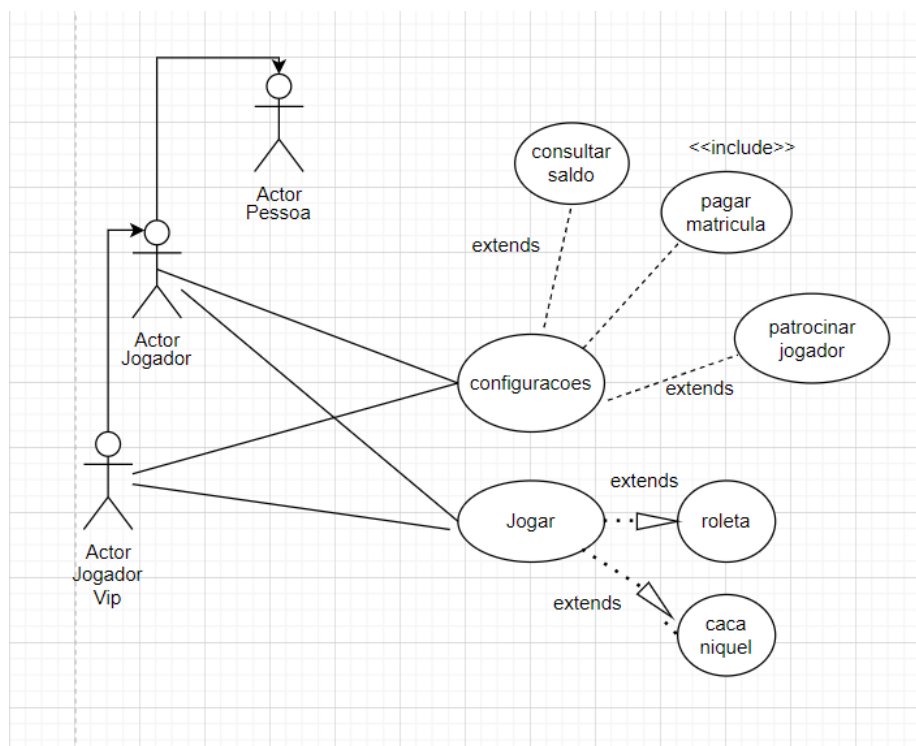 Actor
Pessoa
consultar
saldo
<<include>>
pagar
matricula
extends
Actor
Jogador
patrocinar
jogador
configuracoes
extends
extends
Jogar
roleta
Actor
Jogador
Vip
extends
caca
niquel